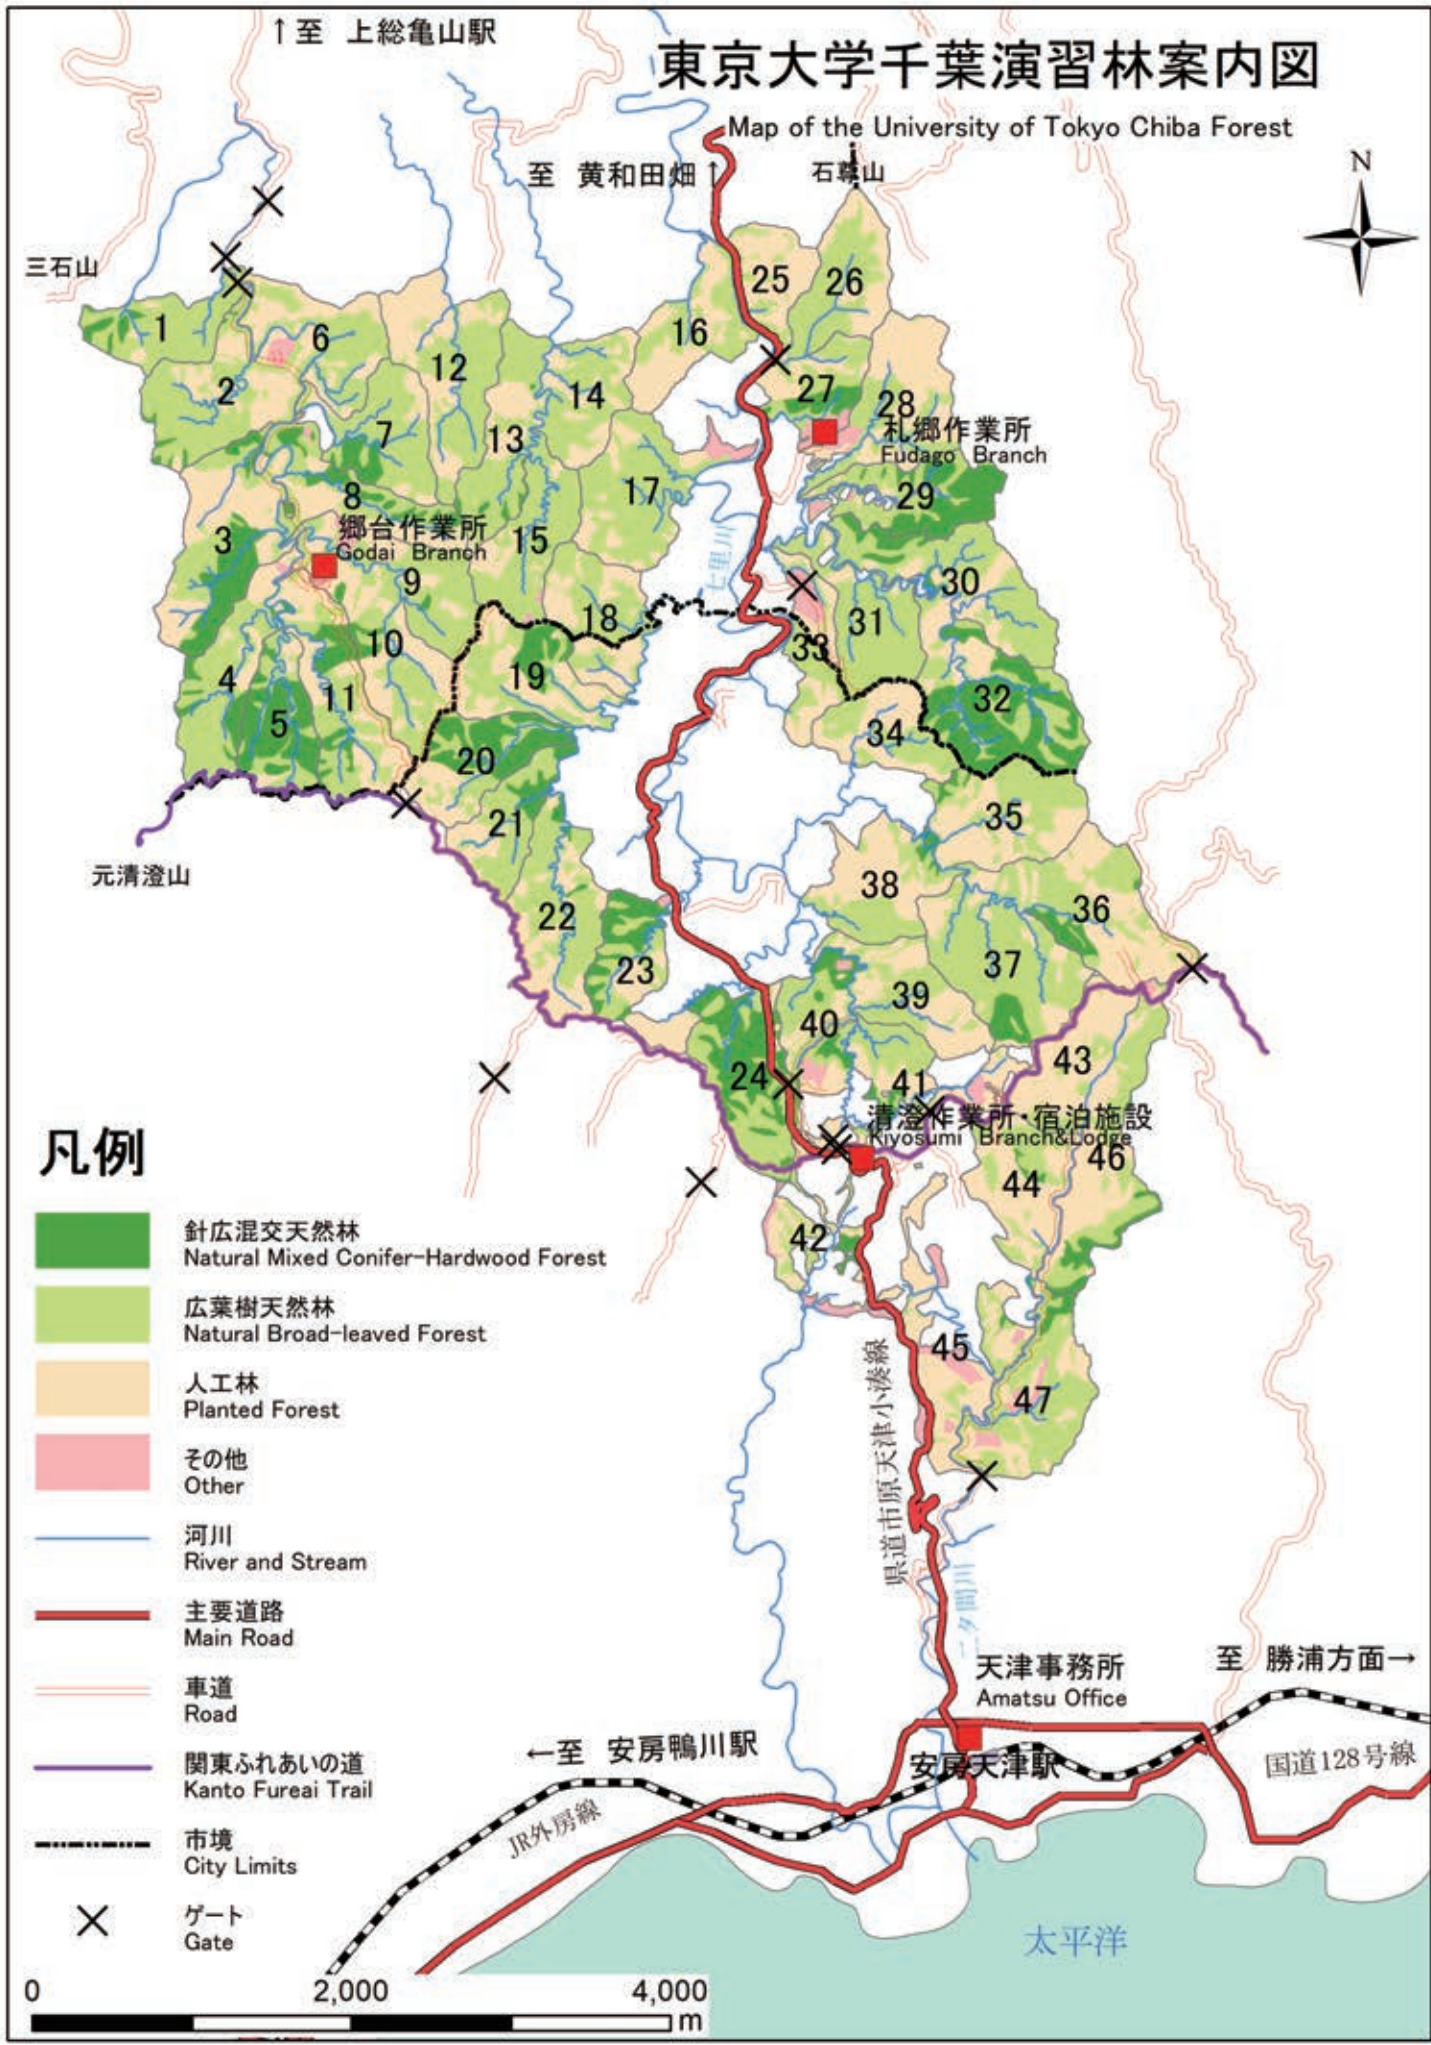 東京大学千葉演習林案内図
Map of the University of Tokyo Chiba Forest
↑至 上総亀山駅
至 黄和田畑↑
石尊山
N
三石山
25
26
1
6
16
12
2
14
27
28
7
13
札郷作業所
Fudago Branch
17
29
8
郷台作業所
Godai Branch
3
15
七里川
9
30
18
31
10
33
4
19
11
32
5
34
20
35
21
元清澄山
38
22
36
23
37
39
40
43
24
41
清澄作業所・宿泊施設
Kiyosumi Branch&Lodge
46
44
42
45
47
県道市原天津小湊線
二タ間川
凡例
針広混交天然林
Natural Mixed Conifer-Hardwood Forest
広葉樹天然林
Natural Broad-leaved Forest
人工林
Planted Forest
その他
Other
河川
River and Stream
主要道路
Main Road
車道
Road
関東ふれあいの道
Kanto Fureai Trail
市境
City Limits
ゲート
Gate
天津事務所
Amatsu Office
至 勝浦方面→
←至 安房鴨川駅
安房天津駅
国道128号線
JR外房線
太平洋
0
2,000
4,000
m